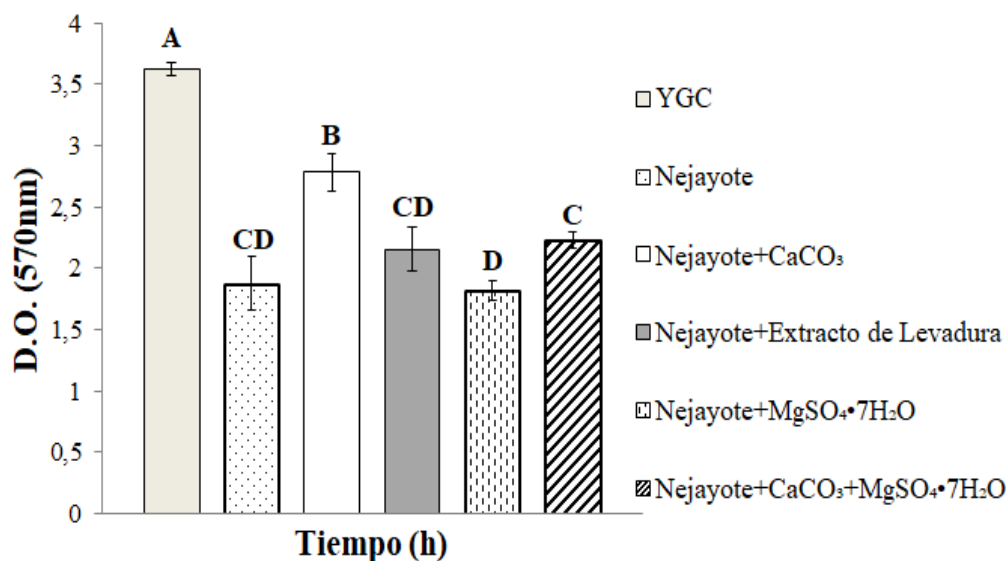 4
3,5
3
2,5
2
1,5
1
0,5
0
D.O. (570nm)
A
CD
B
CD
D
C
Tiempo (h)
YGC
Nejayote
Nejayote+CaCO₃
Nejayote+Extracto de Levadura
Nejayote+MgSO₄•7H₂O
Nejayote+CaCO₃+MgSO₄•7H₂O